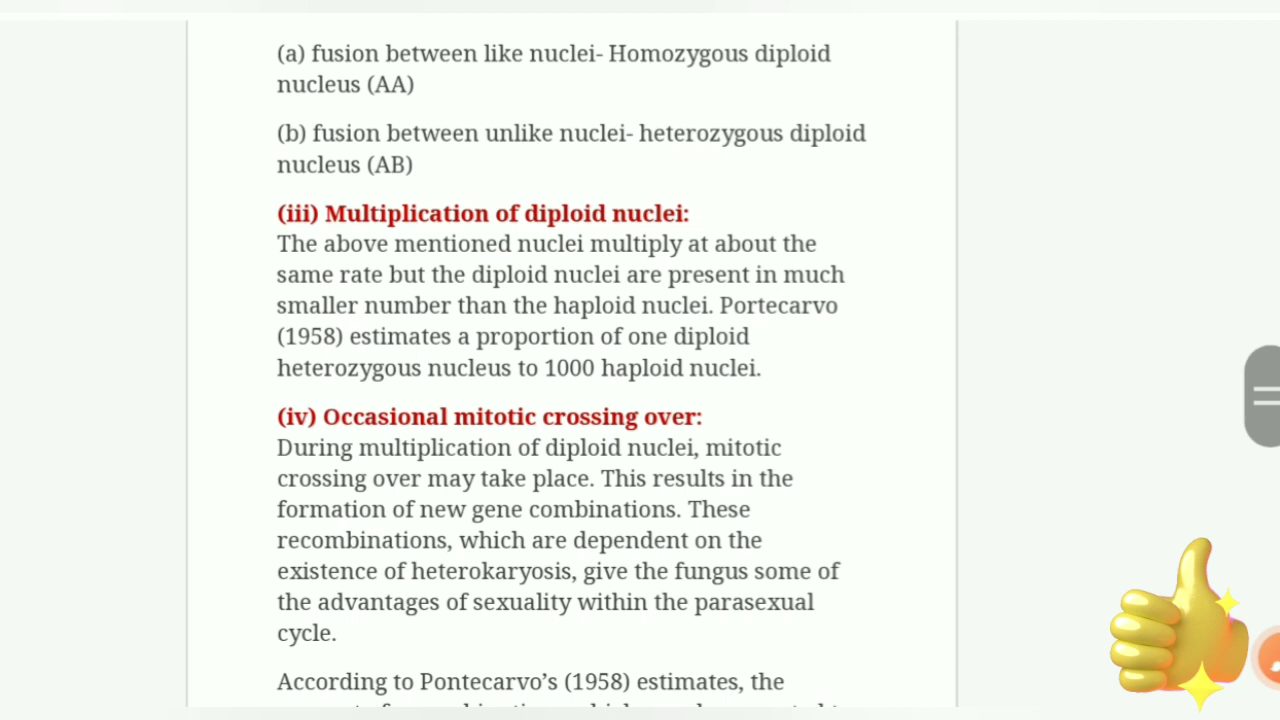 (a) fusion between like nuclei- Homozygous diploid
nucleus (AA)
(b) fusion between unlike nuclei- heterozygous diploid
nucleus (AB)
(iii) Multiplication of diploid nuclei:
The above mentioned nuclei multiply at about the
same rate but the diploid nuclei are present in much
smaller number than the haploid nuclei. Portecarvo
(1958) estimates a proportion of one diploid
heterozygous nucleus to 1000 haploid nuclei.
(iv) Occasional mitotic crossing over:
During multiplication of diploid nuclei, mitotic
crossing over may take place. This results in the
formation of new gene combinations. These
recombinations, which are dependent on the
existence of heterokaryosis, give the fungus some of
the advantages of sexuality within the parasexual
cycle.
According to Pontecarvo’s (1958) estimates, the